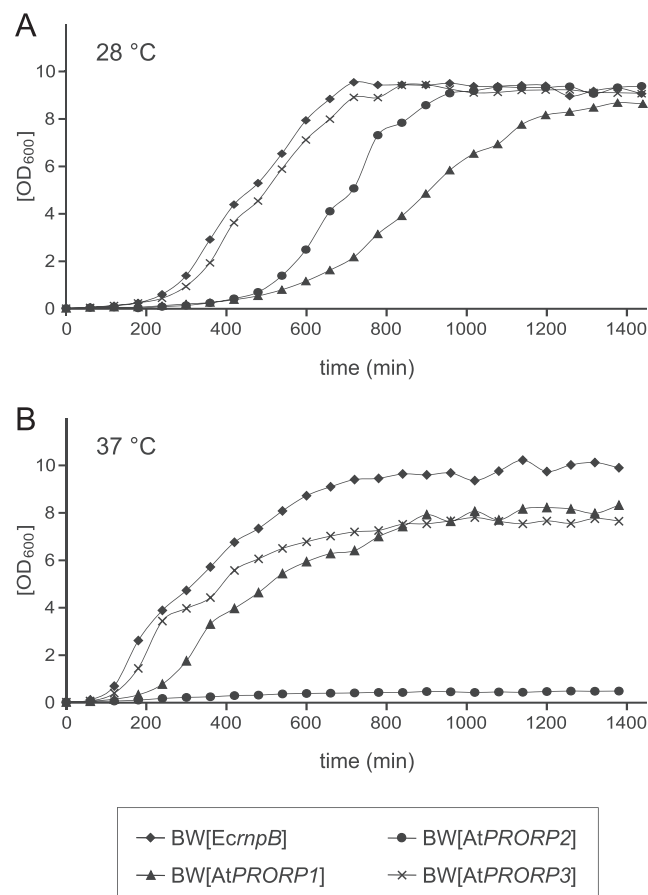 A
28 °C
10
8
6
4
2
0
[OD600]
0 200 400 600 800 1000 1200 1400
time (min)
B
37 °C
10
8
6
4
2
0
[OD600]
0 200 400 600 800 1000 1200 1400
time (min)
BW[EcrnpB] BW[AtPRORP2]
BW[AtPRORP1] BW[AtPRORP3]